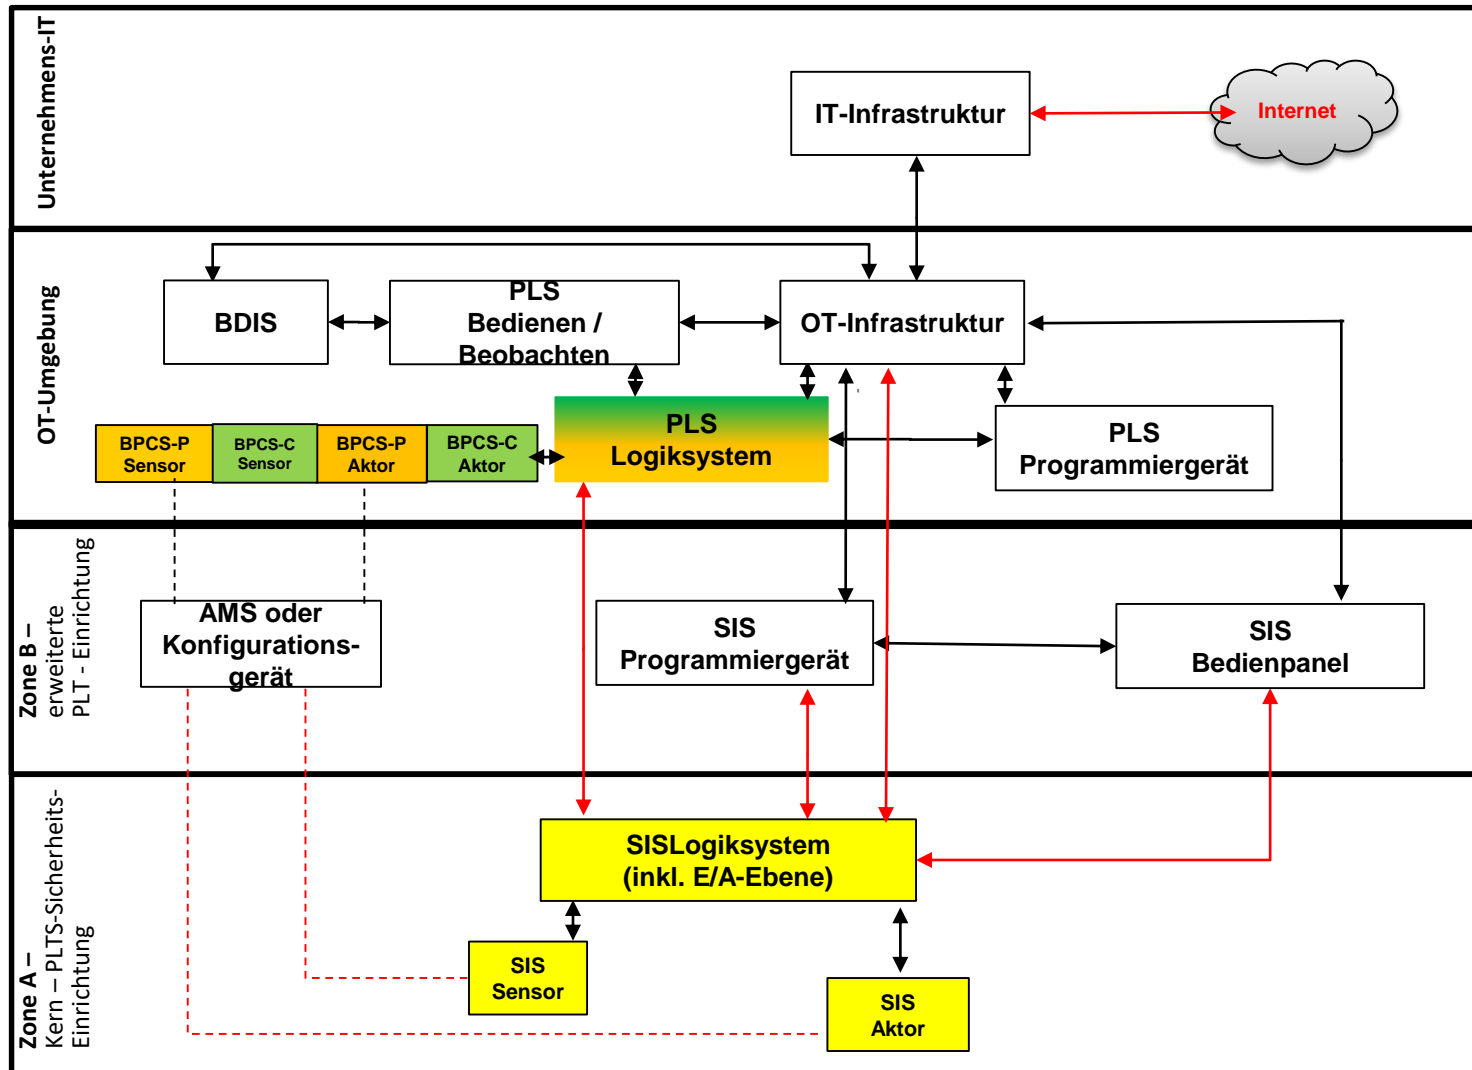 Unternehmens-IT
IT-Infrastruktur
Internet
OT-Umgebung
BDIS
PLS
Bedienen /
Beobachten
OT-Infrastruktur
BPCS-P
Sensor
BPCS-C
Sensor
BPCS-P
Aktor
BPCS-C
Aktor
PLS
Logiksystem
PLS
Programmiergerät
Zone B –
erweiterte
PLT - Einrichtung
AMS oder
Konfigurations-
gerät
SIS
Programmiergerät
SIS
Bedienpanel
Zone A –
Kern – PLTS-Sicherheits-
Einrichtung
SISLogiksystem
(inkl. E/A-Ebene)
SIS
Sensor
SIS
Aktor